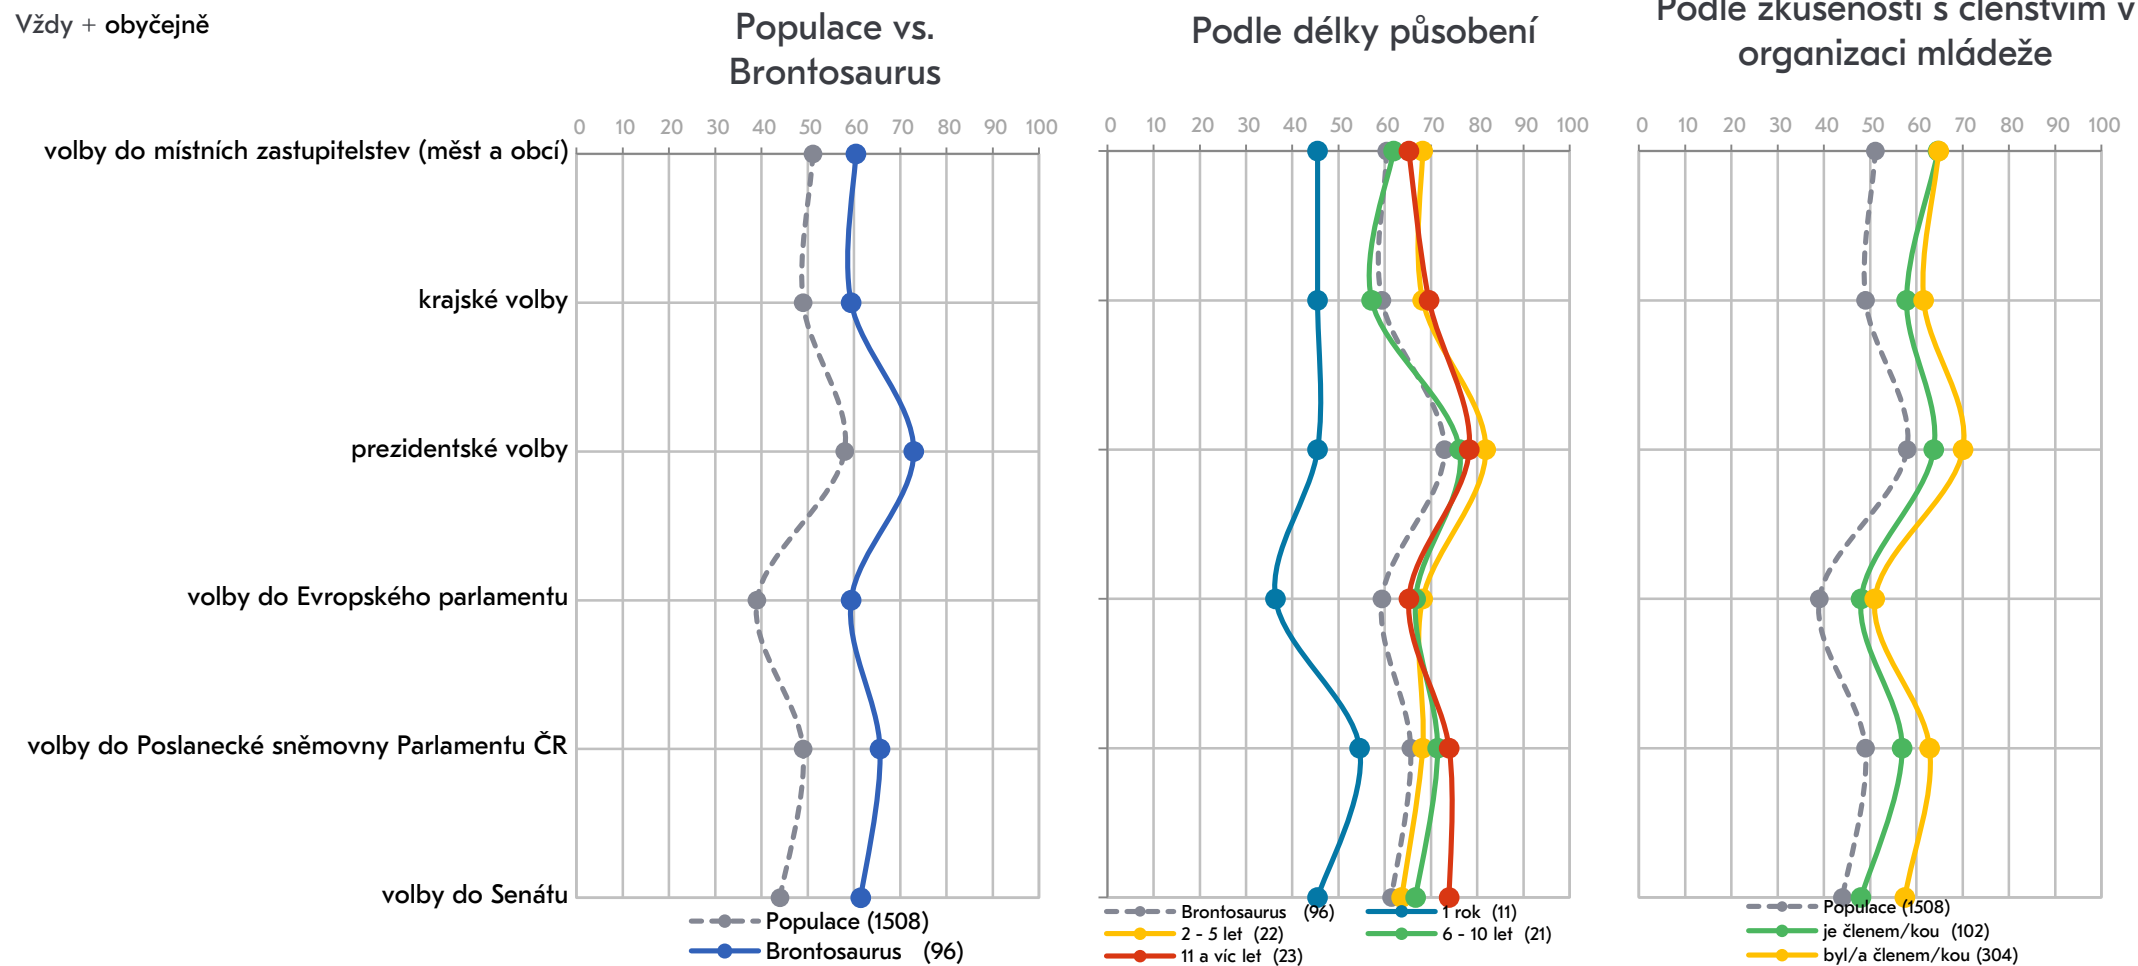 Vždy + obyčejně
Populace vs.
Brontosaurus
Podle délky působení
Podle zkušenosti s členstvím v
organizaci mládeže
0 10 20 30 40 50 60 70 80 90 100
0 10 20 30 40 50 60 70 80 90 100
0 10 20 30 40 50 60 70 80 90 100
volby do místních zastupitelstev (měst a obcí)
krajské volby
prezidentské volby
volby do Evropského parlamentu
volby do Poslanecké sněmovny Parlamentu ČR
volby do Senátu
Populace (1508)
Brontosaurus (96)
Brontosaurus (96)
1 rok (11)
2 - 5 let (22)
6 - 10 let (21)
11 a víc let (23)
Populace (1508)
je členem/kou (102)
byl/a členem/kou (304)